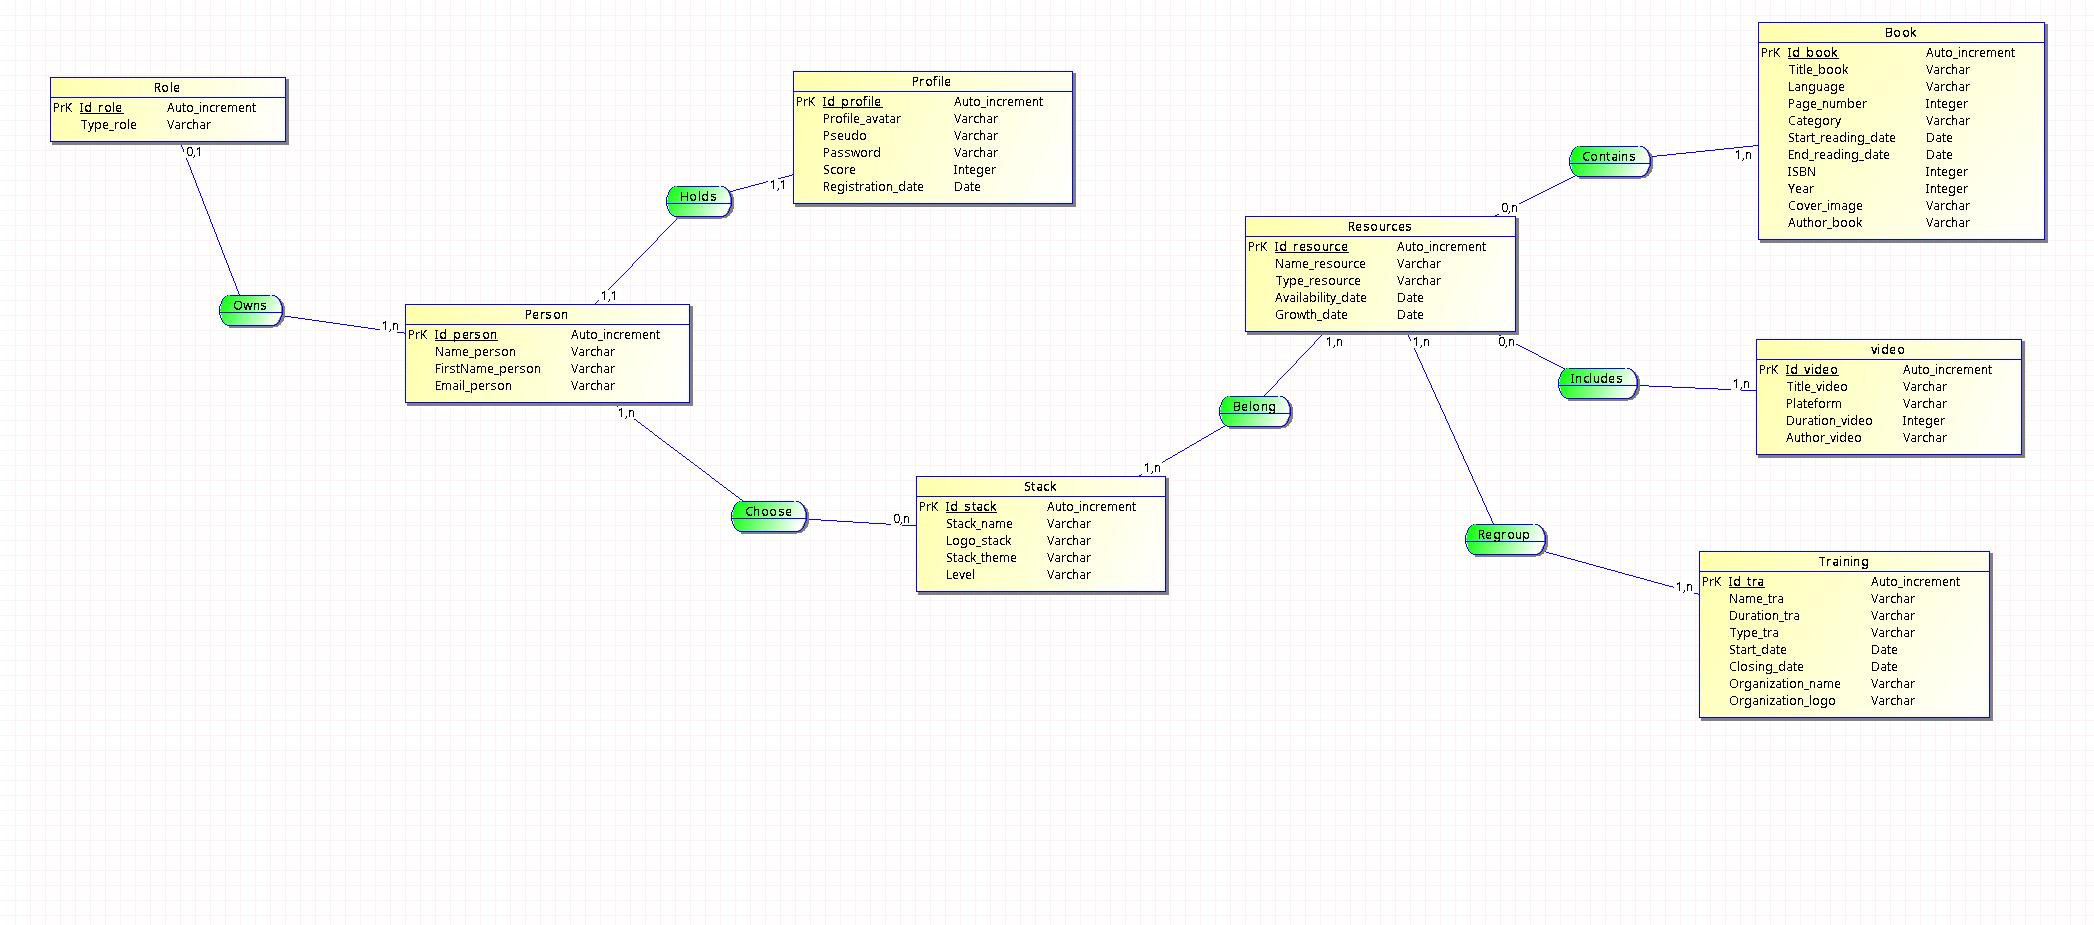 Role
PrK Id_role Auto_increment
Type_role Varchar
0,1
Owns
1,n
Profile
PrK Id_profile Auto_increment
Profile_avatar Varchar
Pseudo Varchar
Password Varchar
Score Integer
Registration_date Date
1,1
Holds
1,1
Person
PrK Id_person Auto_increment
Name_person Varchar
FirstName_person Varchar
Email_person Varchar
1,n
Choose
0,n
Stack
PrK Id_stack Auto_increment
Stack_name Varchar
Logo_stack Varchar
Stack_theme Varchar
Level Varchar
1,n
Belong
1,n
Resources
PrK Id_resource Auto_increment
Name_resource Varchar
Type_resource Varchar
Availability_date Date
Growth_date Date
0,n
Contains
1,n
Book
PrK Id_book Auto_increment
Title_book Varchar
Language Varchar
Page_number Integer
Category Varchar
Start_reading_date Date
End_reading_date Date
ISBN Integer
Year Integer
Cover_image Varchar
Author_book Varchar
0,n
Includes
1,n
video
PrK Id_video Auto_increment
Title_video Varchar
Plateform Varchar
Duration_video Integer
Author_video Varchar
1,n
Regroup
1,n
Training
PrK Id_tra Auto_increment
Name_tra Varchar
Duration_tra Varchar
Type_tra Varchar
Start_date Date
Closing_date Date
Organization_name Varchar
Organization_logo Varchar